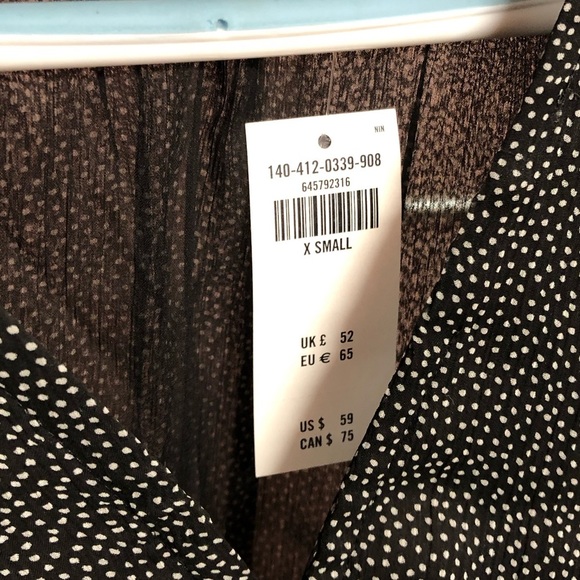 NIN
140-412-0339-908
645792316
X SMALL
UK £ 52
EU € 65
US $ 59
CAN $ 75